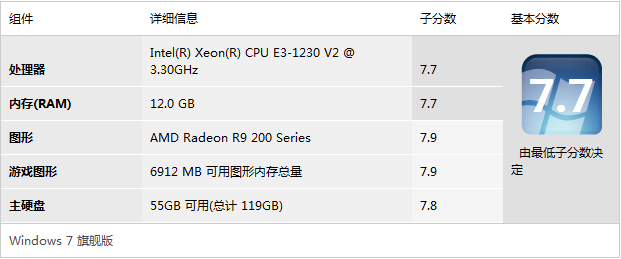 组件 详细信息 子分数 基本分数
处理器 Intel(R) Xeon(R) CPU E3-1230 V2 @
3.30GHz 7.7
内存(RAM) 12.0 GB 7.7
7.7
由最低子分数决
定
图形 AMD Radeon R9 200 Series 7.9
游戏图形 6912 MB 可用图形内存总量 7.9
主硬盘 55GB 可用(总计 119GB) 7.8
Windows 7 旗舰版